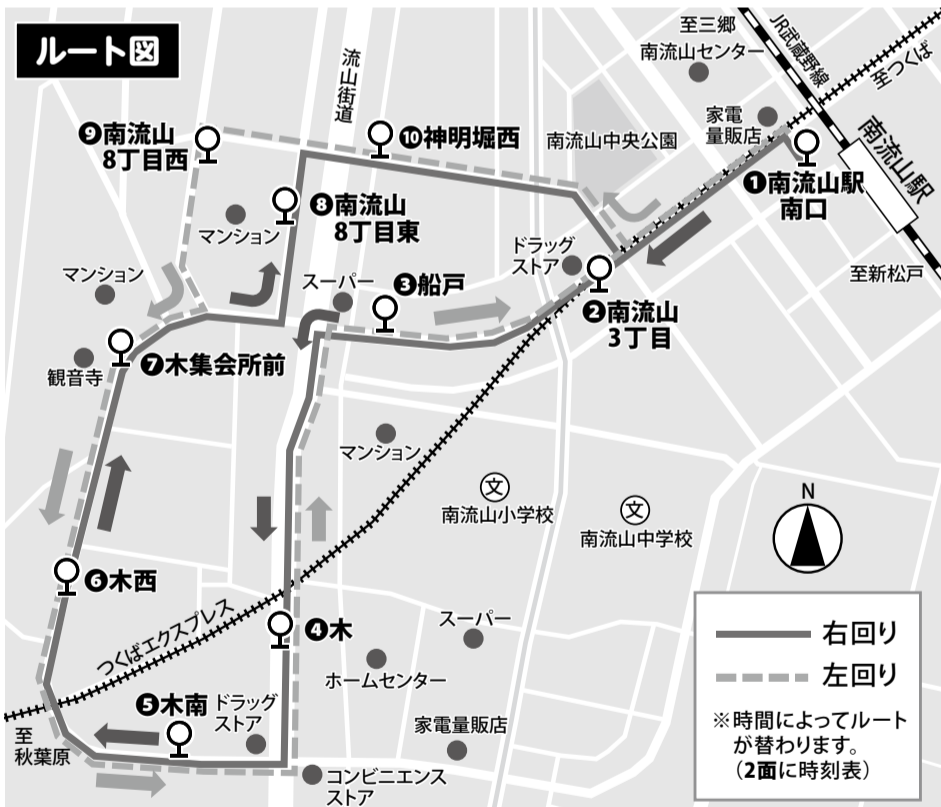 ルート図
流山街道
至三郷
JR武蔵野線
至つくば
南流山センター
家電
量販店
南流山駅
❶南流山駅
南口
南流山中央公園
❾南流山
8丁目西
❿神明堀西
❽南流山
8丁目東
マンション
マンション
スーパー
❸船戸
ドラッグ
ストア
❷南流山
3丁目
至新松戸
観音寺
❼木集会所前
マンション
文
南流山小学校
文
南流山中学校
N
❻木西
つくばエクスプレス
❹木
スーパー
ホームセンター
❺木南
ドラッグ
ストア
家電量販店
至
秋葉原
コンビニエンス
ストア
右回り
左回り
※時間によってルート
が替わります。
（2面に時刻表）